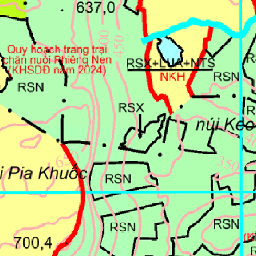 637,0
Quy hoạch trang trại
chăn nuôi Phiêng Nen
(KHSDĐ năm 2024)
RSX+LUA+NTS
NKH
RSN
RSN
RSX
núi Kéo
RSN
RSN
i Pia Khuốc
RSN
RSN
700,4